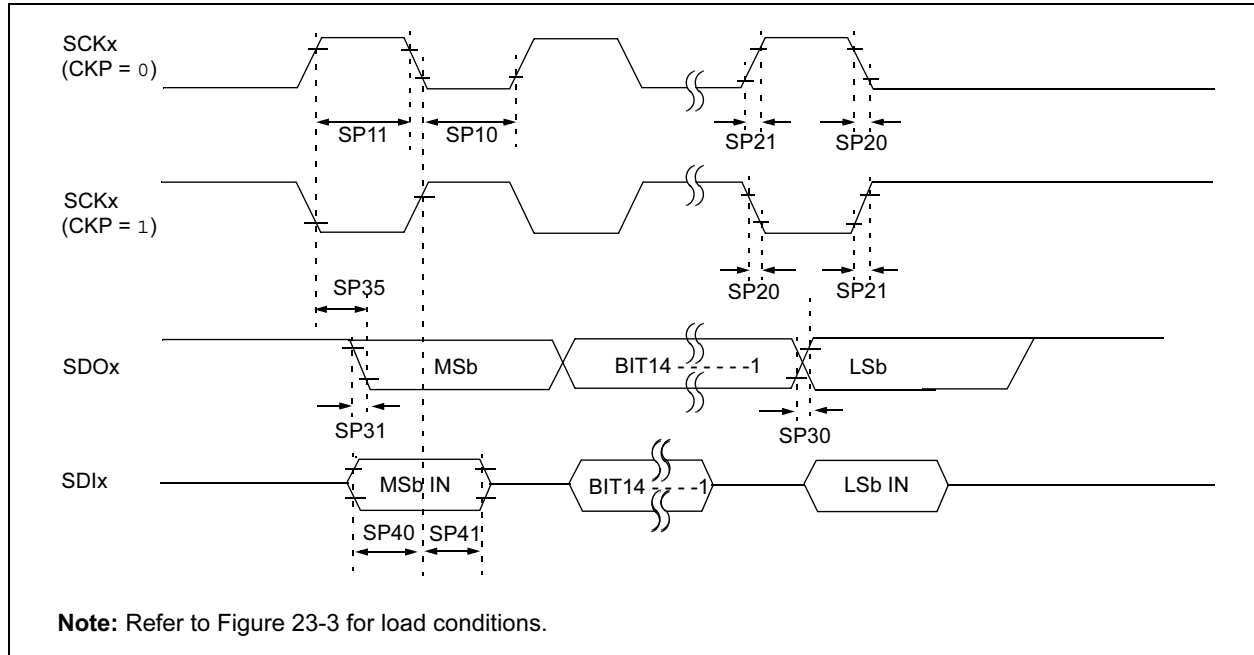 SCKx
(CKP = 0)
SP11
SP10
SP21
SP20
SCKx
(CKP = 1)
SP35
SP20
SP21
SDOx
MSb
BIT14 - - - - - - -1
LSb
SP31
SP30
SDIx
MSb IN
BIT14 - - - - -1
LSb IN
SP40
SP41
Note: Refer to Figure 23-3 for load conditions.